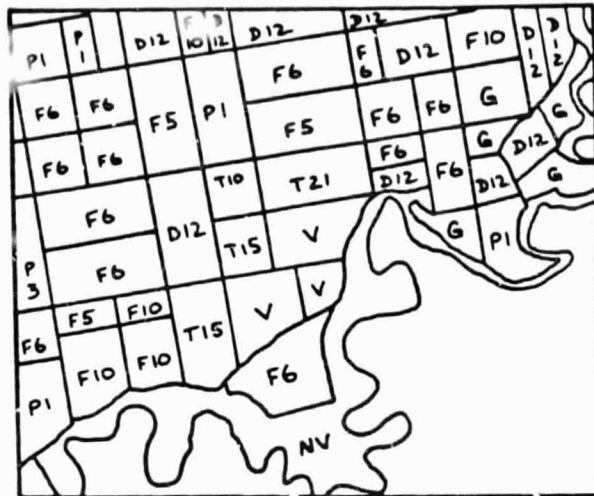 P1 P1 D12 F10 D12 D12 D12
F6 F6 D12 F10 D12 D12
F6 F6 F5 P1 F5 F6 F6 G G
F6 F6 F6 D12 F6 G D12 G
F6 D12 T10 T21 D12 G P1
F6 T15 V
P3
F5 F10 T15 V V
F6 F10 F10 F6
P1
NV